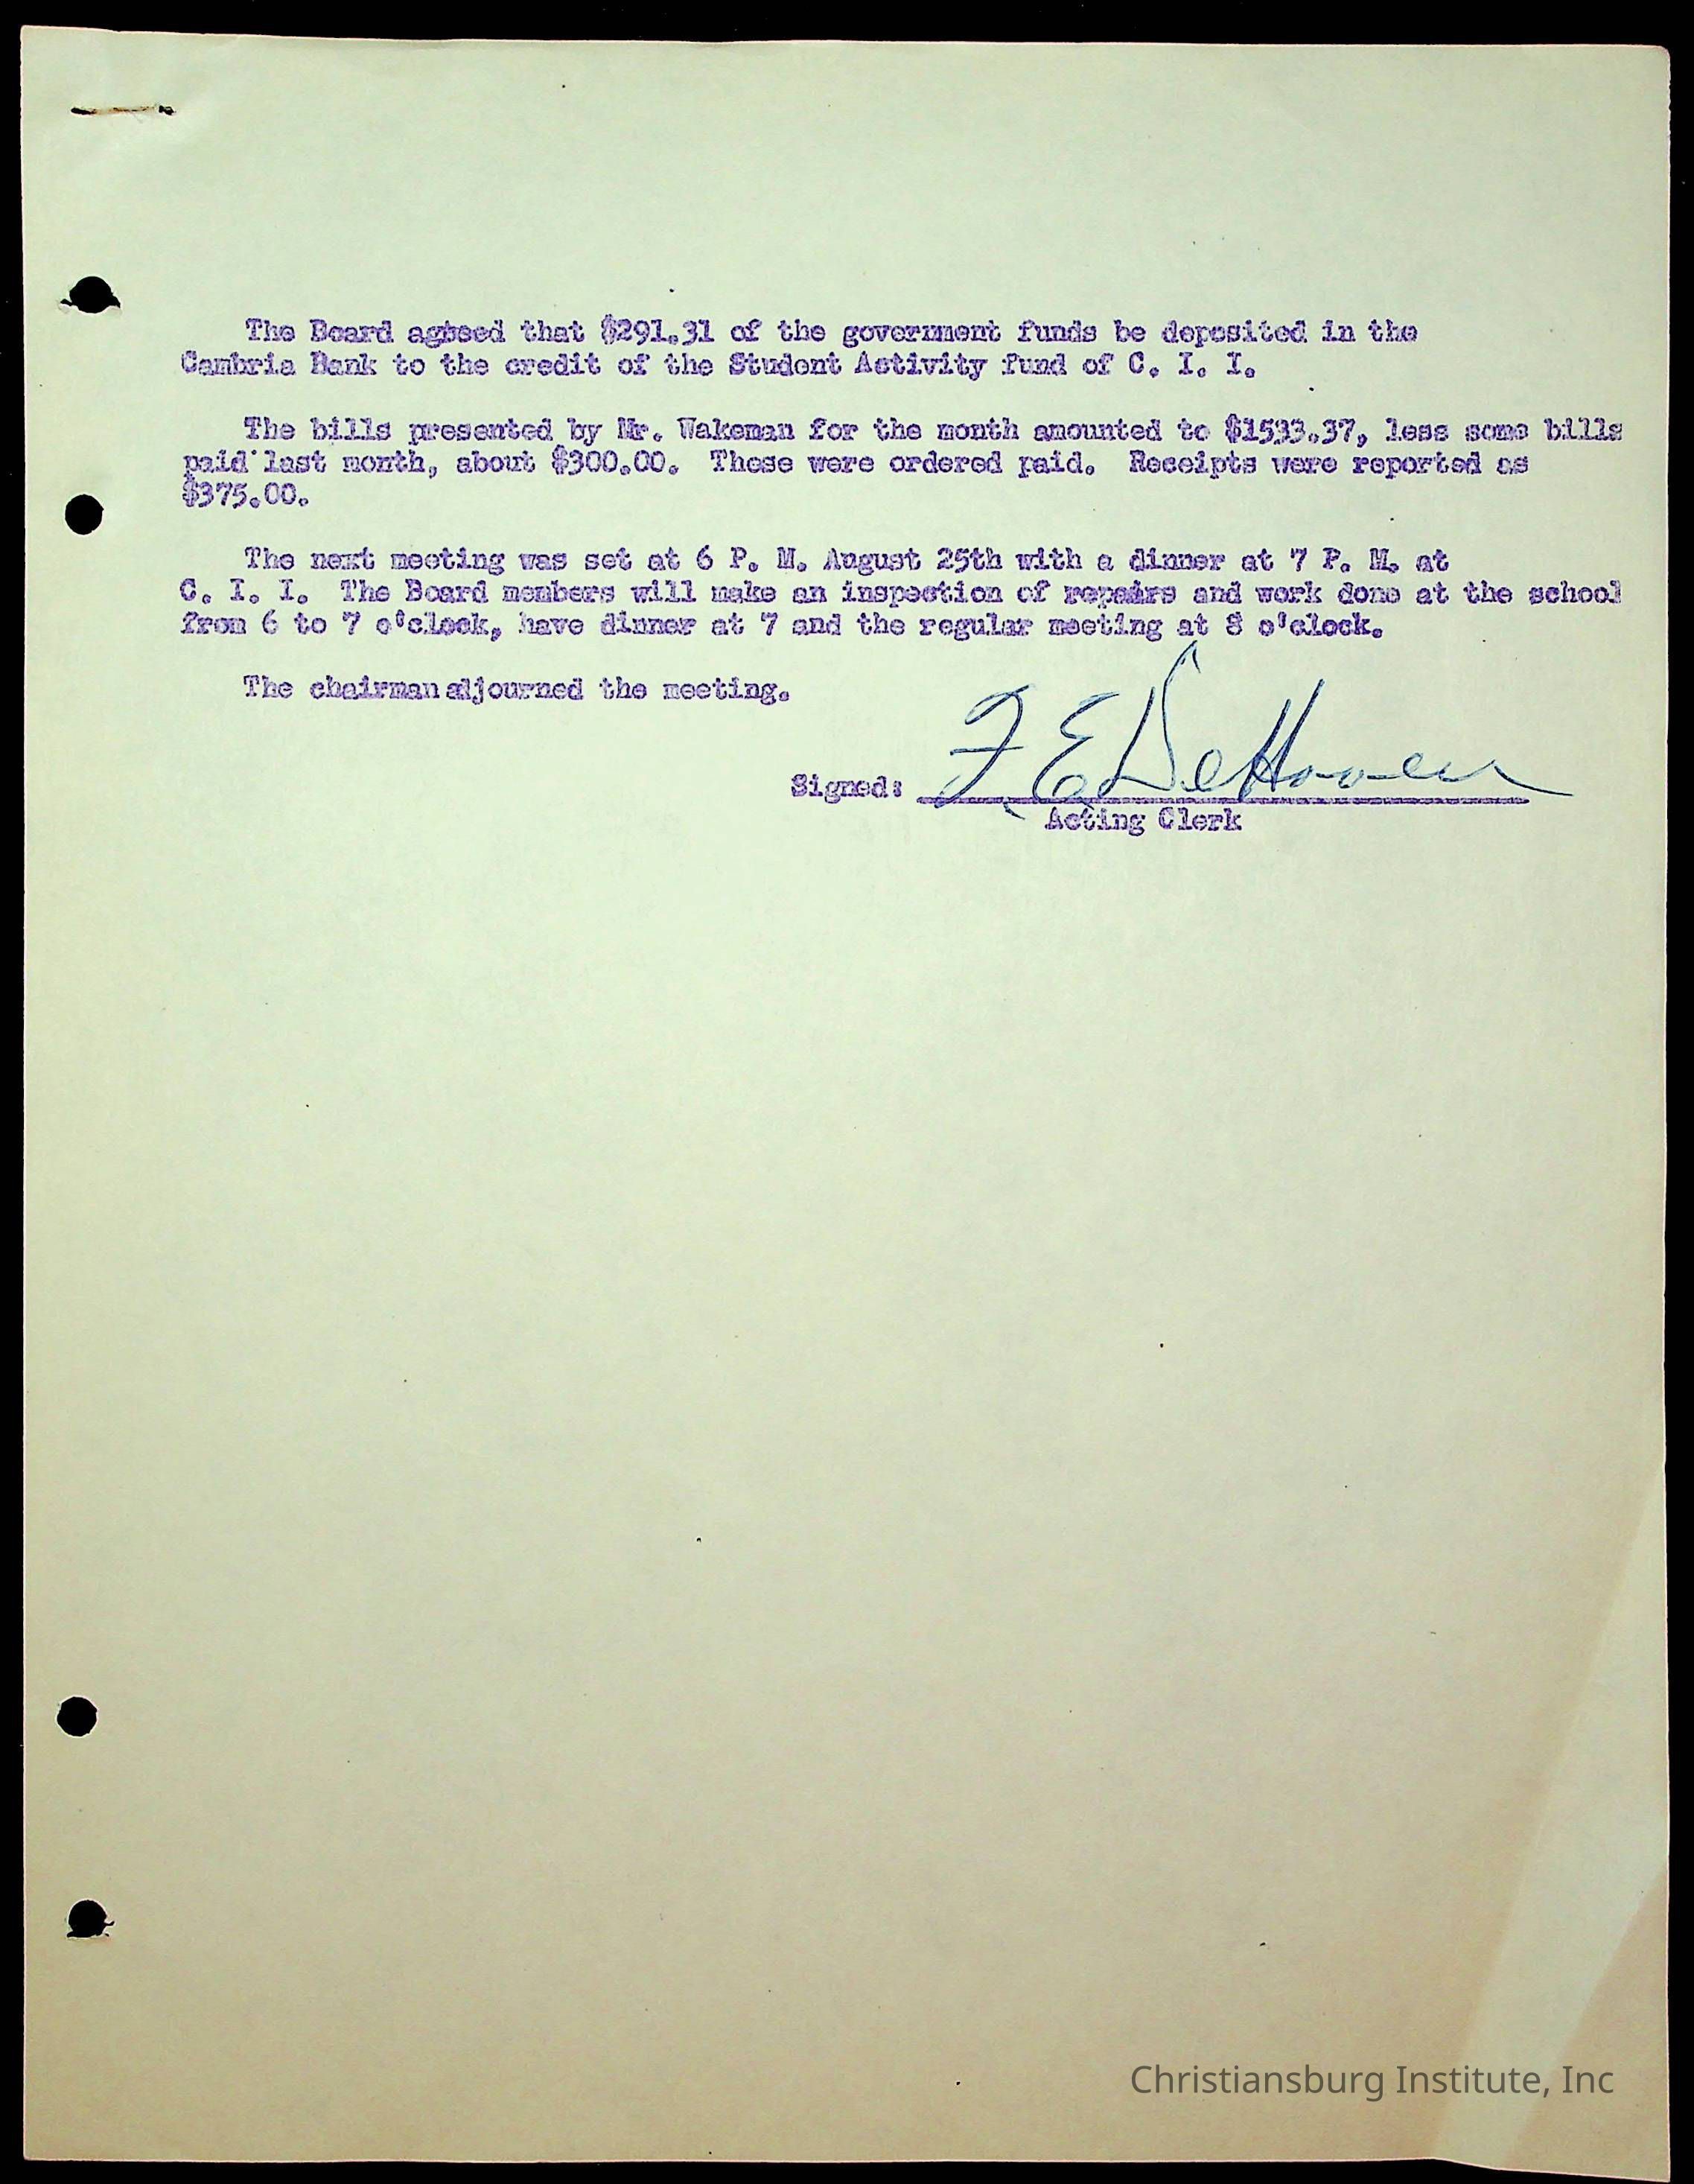 The Board agreed that $291.31 of the government funds be deposited in the
Cambria Bank to the credit of the Student Activity fund of C. I. I.
The bills presented by Mr. Wakeman for the month amounted to $1533.37, less some bills
paid last month, about $300.00. These were ordered paid. Receipts were reported as
$375.00.
The next meeting was set at 6 P. M. August 25th with a dinner at 7 P. M. at
C. I. I. The Board members will make an inspection of repairs and work done at the school
from 6 to 7 o'clock, have dinner at 7 and the regular meeting at 8 o'clock.
The chairman adjourned the meeting.
Signed: F. E. DeHaven
Acting Clerk
Christiansburg Institute, Inc